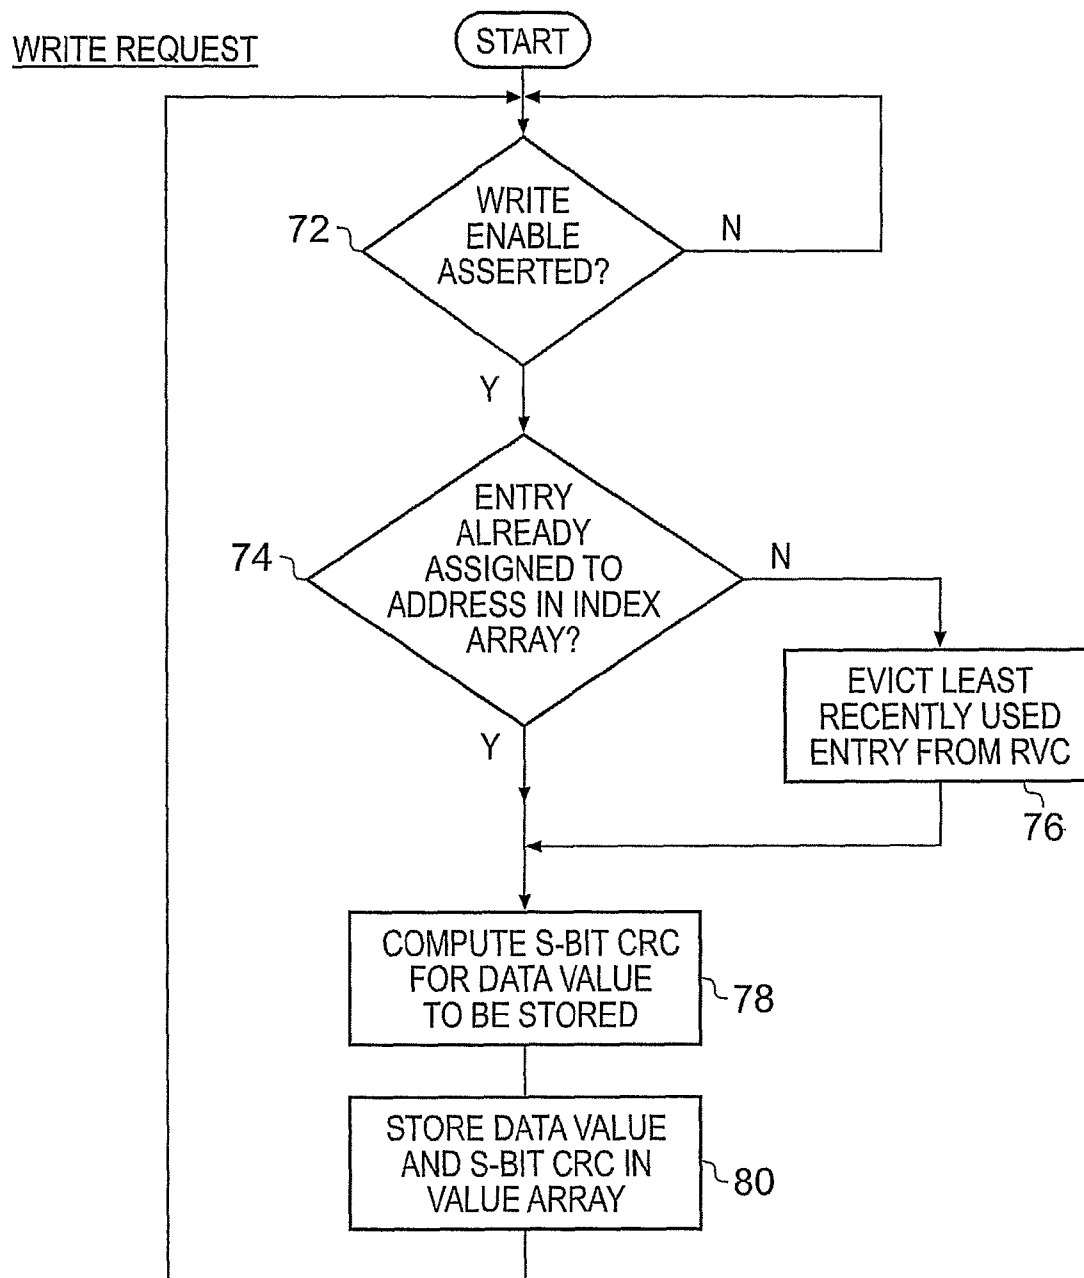 WRITE REQUEST
START
72
WRITE
ENABLE
ASSERTED?
N
Y
74
ENTRY
ALREADY
ASSIGNED TO
ADDRESS IN INDEX
ARRAY?
N
Y
EVICT LEAST
RECENTLY USED
ENTRY FROM RVC
76
COMPUTE S-BIT CRC
FOR DATA VALUE
TO BE STORED
78
STORE DATA VALUE
AND S-BIT CRC IN
VALUE ARRAY
80